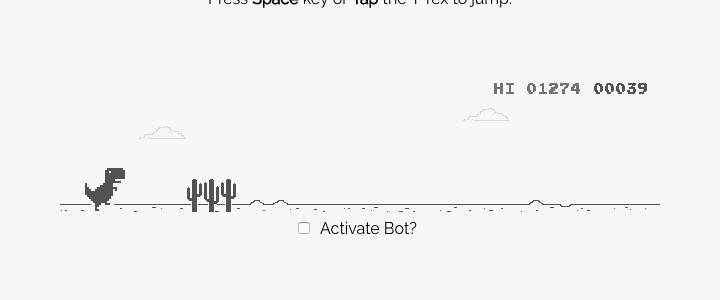 Press Space key or Tap the T-rex to jump.
HI 01274 00039
Activate Bot?